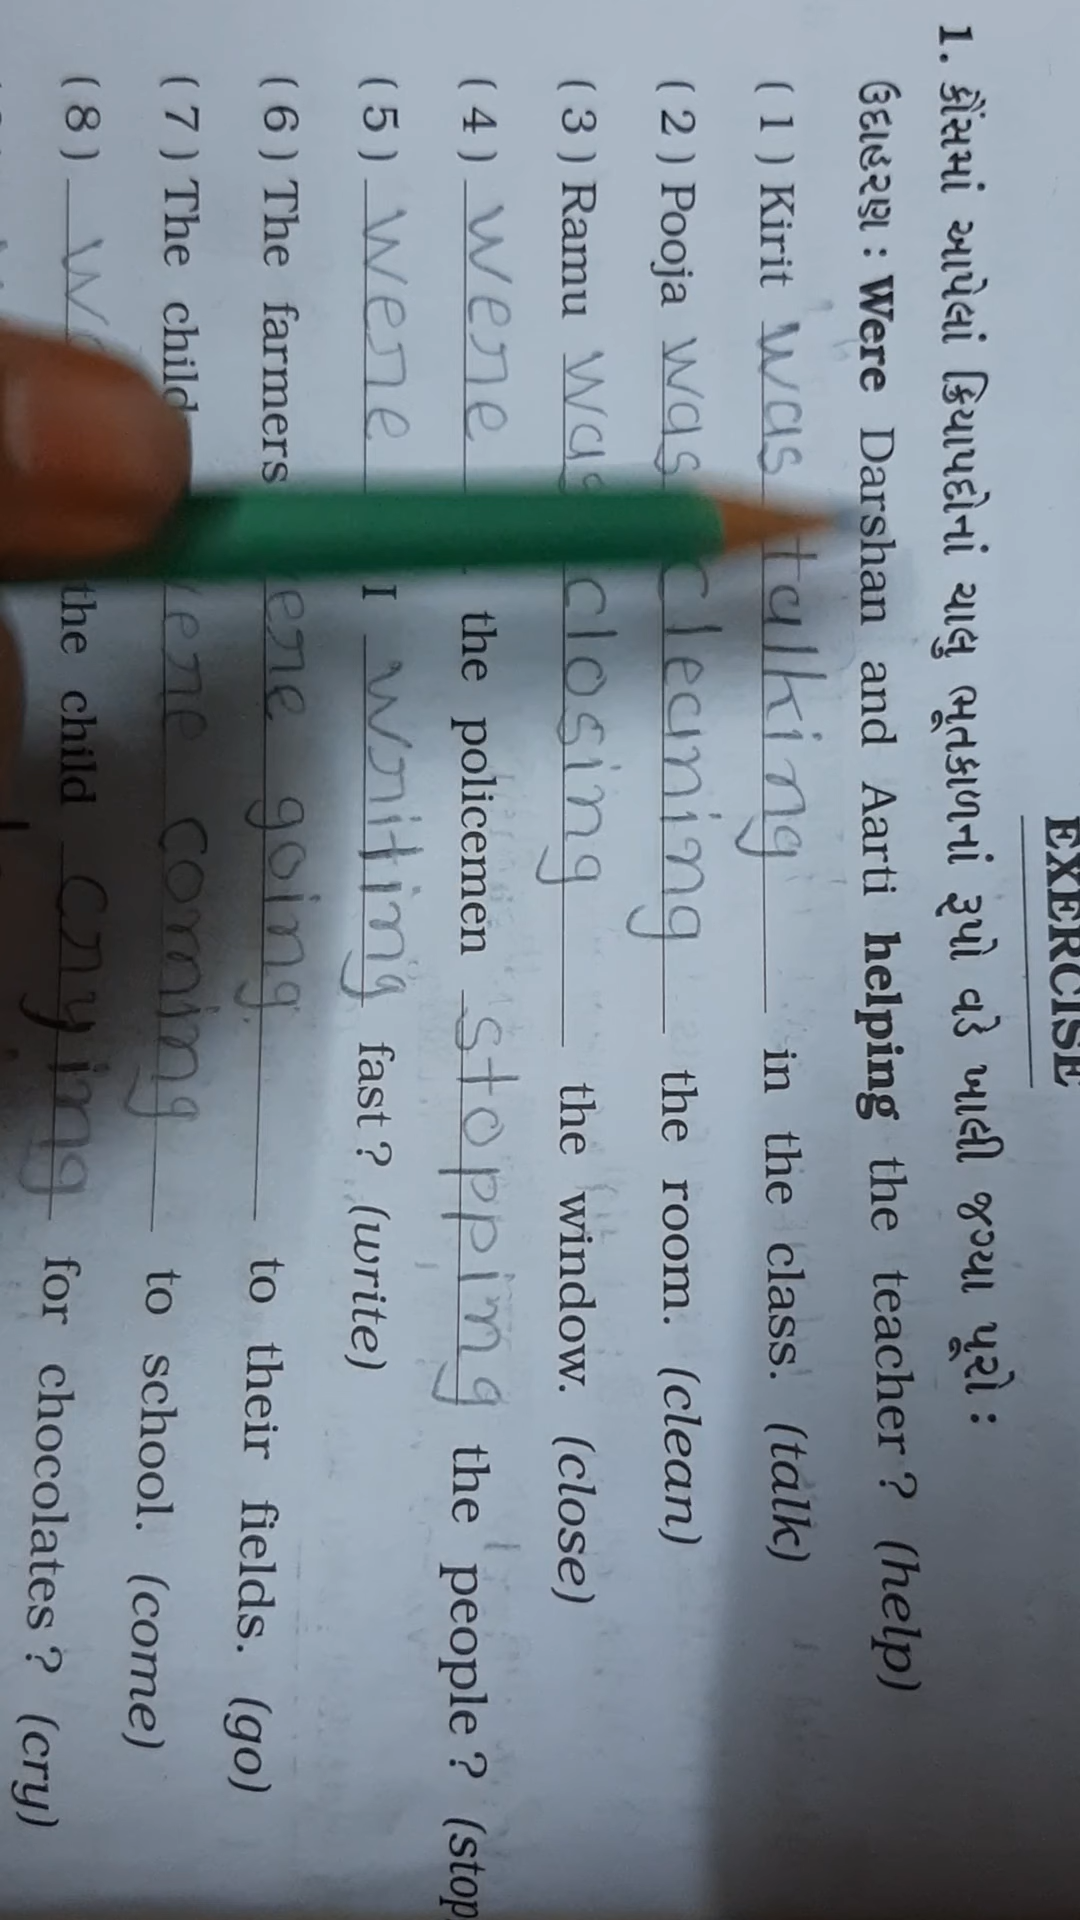 EXERCISE
1. કૌંસમાં આપેલાં ક્રિયાપદોનાં ચાલુ ભૂતકાળનાં રૂપો વડે ખાલી જગ્યા પૂરો :
ઉદાહરણ : Were Darshan and Aarti helping the teacher ? (help)
( 1 ) Kirit was talking in the class. (talk)
( 2 ) Pooja was cleaning the room. (clean)
( 3 ) Ramu was closing the window. (close)
( 4 ) were the policemen stopping the people ? (stop
( 5 ) were I writing fast ? (write)
( 6 ) The farmers going to their fields. (go)
( 7 ) The coming to school. (come)
( 8 ) the child crying for chocolates ? (cry)